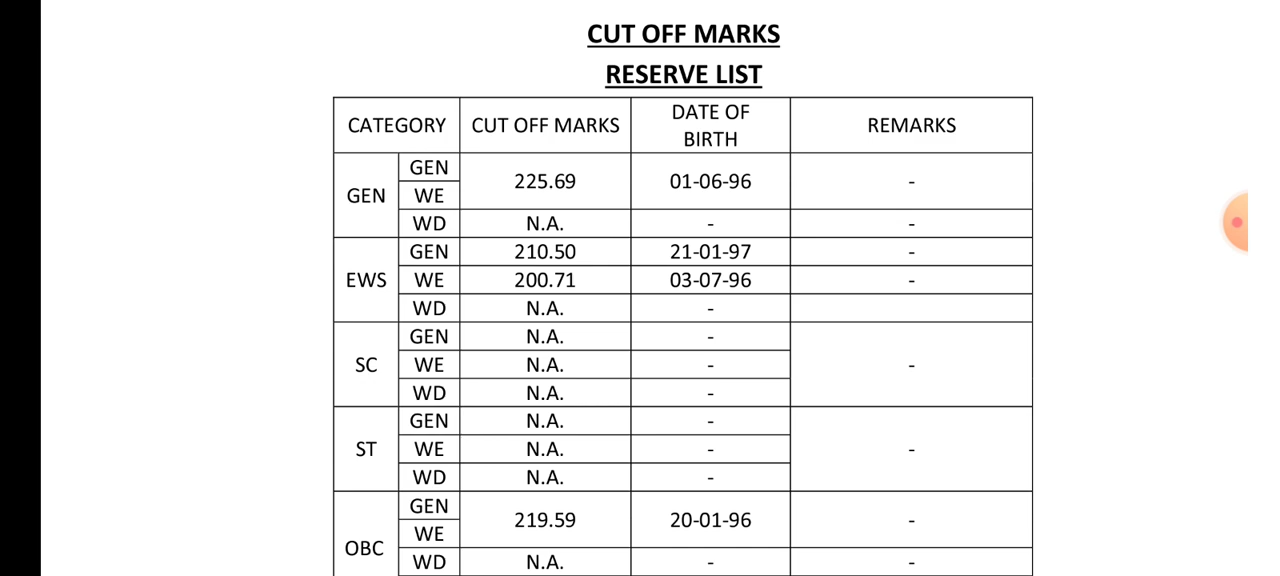 CUT OFF MARKS
RESERVE LIST
CATEGORY CUT OFF MARKS DATE OF BIRTH REMARKS
GEN GEN 225.69 01-06-96 -
WE
WD N.A. - -
EWS GEN 210.50 21-01-97 -
WE 200.71 03-07-96 -
WD N.A. -
SC GEN N.A. - -
WE N.A. -
WD N.A. -
ST GEN N.A. - -
WE N.A. -
WD N.A. -
OBC GEN 219.59 20-01-96 -
WE
WD N.A. - -